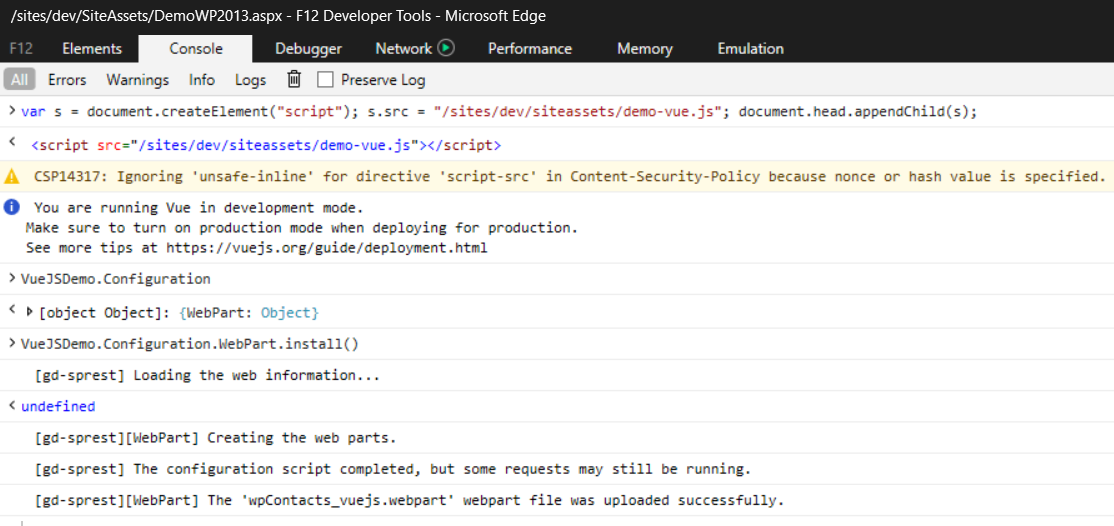 /sites/dev/SiteAssets/DemoWP2013.aspx - F12 Developer Tools - Microsoft Edge
F12 Elements Console Debugger Network Performance Memory Emulation
All Errors Warnings Info Logs Preserve Log
> var s = document.createElement("script"); s.src = "/sites/dev/siteassets/demo-vue.js"; document.head.appendChild(s);
< <script src="/sites/dev/siteassets/demo-vue.js"></script>
CSP14317: Ignoring 'unsafe-inline' for directive 'script-src' in Content-Security-Policy because nonce or hash value is specified.
You are running Vue in development mode.
Make sure to turn on production mode when deploying for production.
See more tips at https://vuejs.org/guide/deployment.html
> VueJSDemo.Configuration
< [object Object]: {WebPart: Object}
> VueJSDemo.Configuration.WebPart.install()
[gd-sprest] Loading the web information...
< undefined
[gd-sprest][WebPart] Creating the web parts.
[gd-sprest] The configuration script completed, but some requests may still be running.
[gd-sprest][WebPart] The 'wpContacts_vuejs.webpart' webpart file was uploaded successfully.